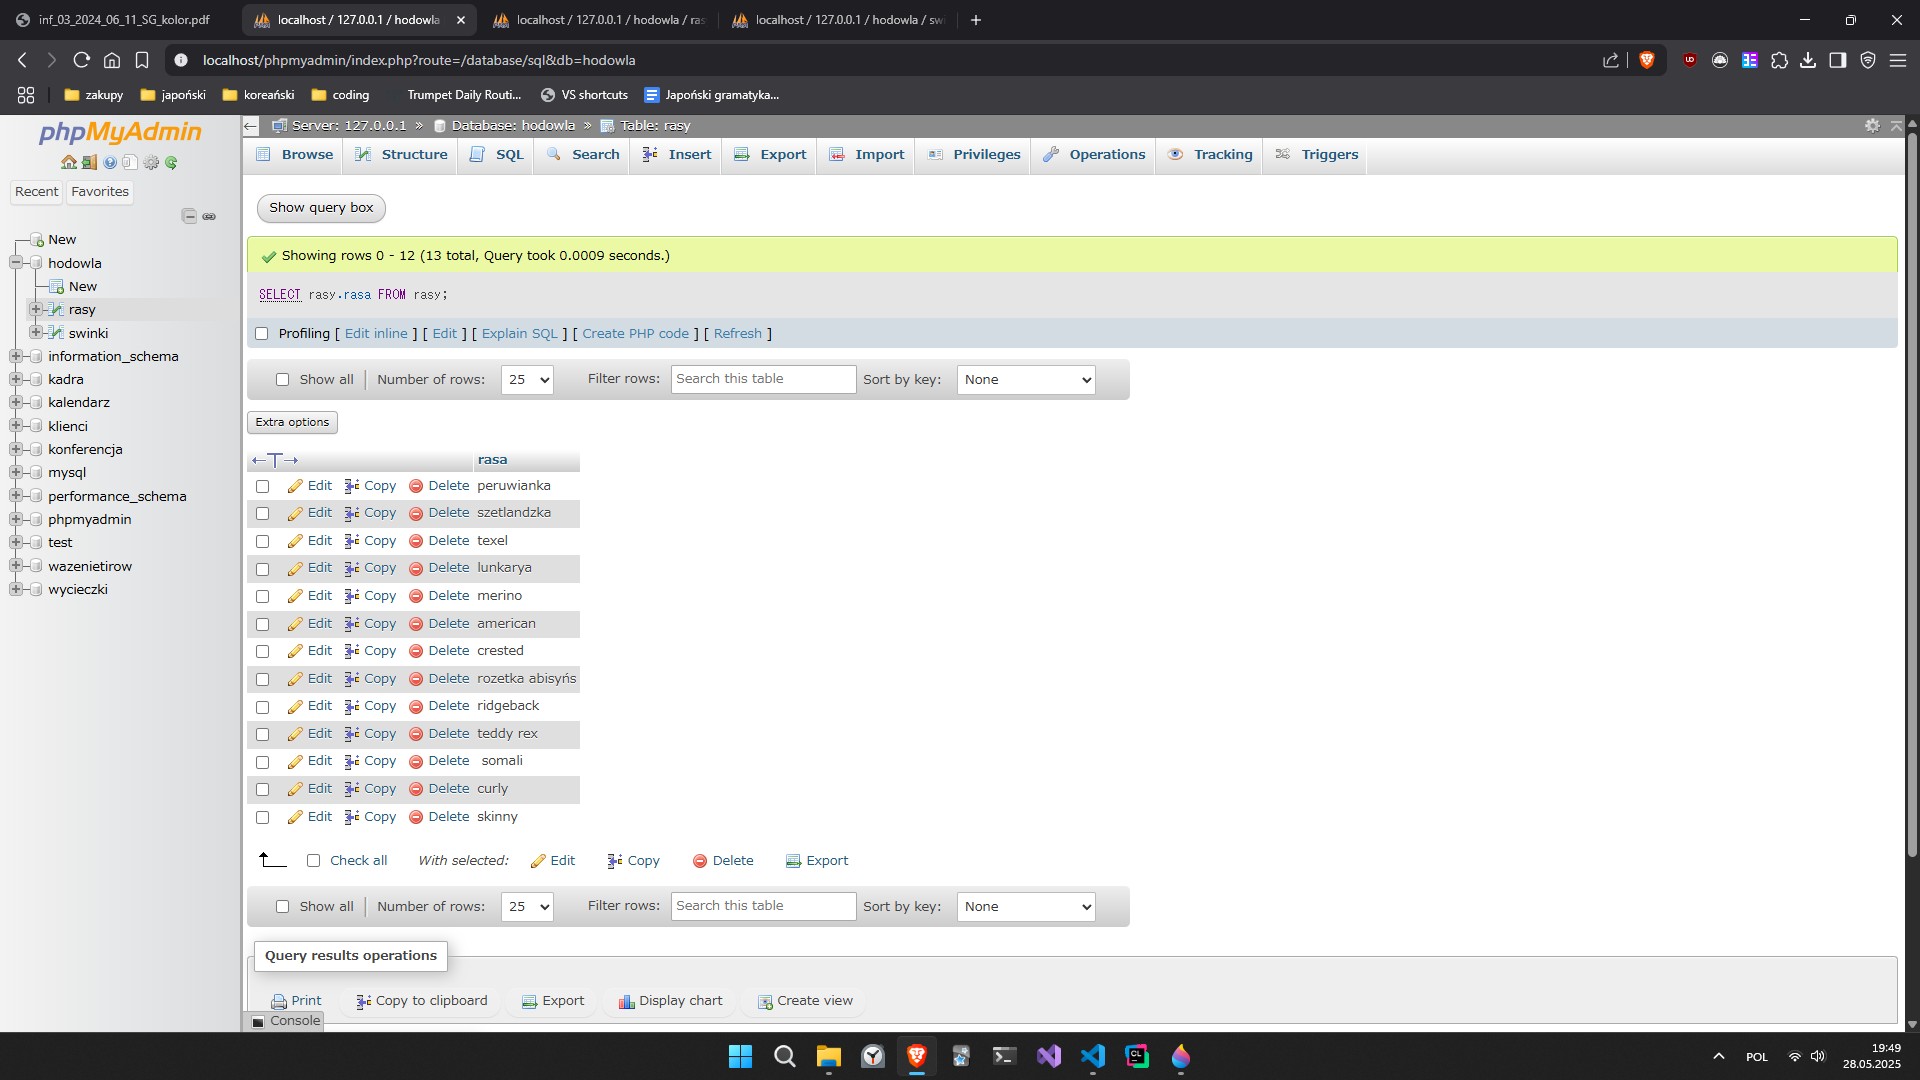 inf_03_2024_06_11_SG_kolor.pdf
localhost / 127.0.0.1 / hodowla
localhost / 127.0.0.1 / hodowla / ras
localhost / 127.0.0.1 / hodowla / swi
localhost/phpmyadmin/index.php?route=/database/sql&db=hodowla
zakupy
japoński
koreański
coding
Trumpet Daily Routi...
VS shortcuts
Japoński gramatyka...
phpMyAdmin
Recent
Favorites
New
hodowla
New
rasy
swinki
information_schema
kadra
kalendarz
klienci
konferencja
mysql
performance_schema
phpmyadmin
test
wazenietirow
wycieczki
Server: 127.0.0.1 » Database: hodowla » Table: rasy
Browse
Structure
SQL
Search
Insert
Export
Import
Privileges
Operations
Tracking
Triggers
Show query box
Showing rows 0 - 12 (13 total, Query took 0.0009 seconds.)
SELECT rasy.rasa FROM rasy;
Profiling [ Edit inline ] [ Edit ] [ Explain SQL ] [ Create PHP code ] [ Refresh ]
Show all | Number of rows: 25 Filter rows: Search this table Sort by key: None
Extra options
←T→ rasa
Edit Copy Delete peruwianka
Edit Copy Delete szetlandzka
Edit Copy Delete texel
Edit Copy Delete lunkarya
Edit Copy Delete merino
Edit Copy Delete american
Edit Copy Delete crested
Edit Copy Delete rozetka abisyńs
Edit Copy Delete ridgeback
Edit Copy Delete teddy rex
Edit Copy Delete somali
Edit Copy Delete curly
Edit Copy Delete skinny
Check all With selected: Edit Copy Delete Export
Show all | Number of rows: 25 Filter rows: Search this table Sort by key: None
Query results operations
Print Copy to clipboard Export Display chart Create view
Console
POL
19:49
28.05.2025